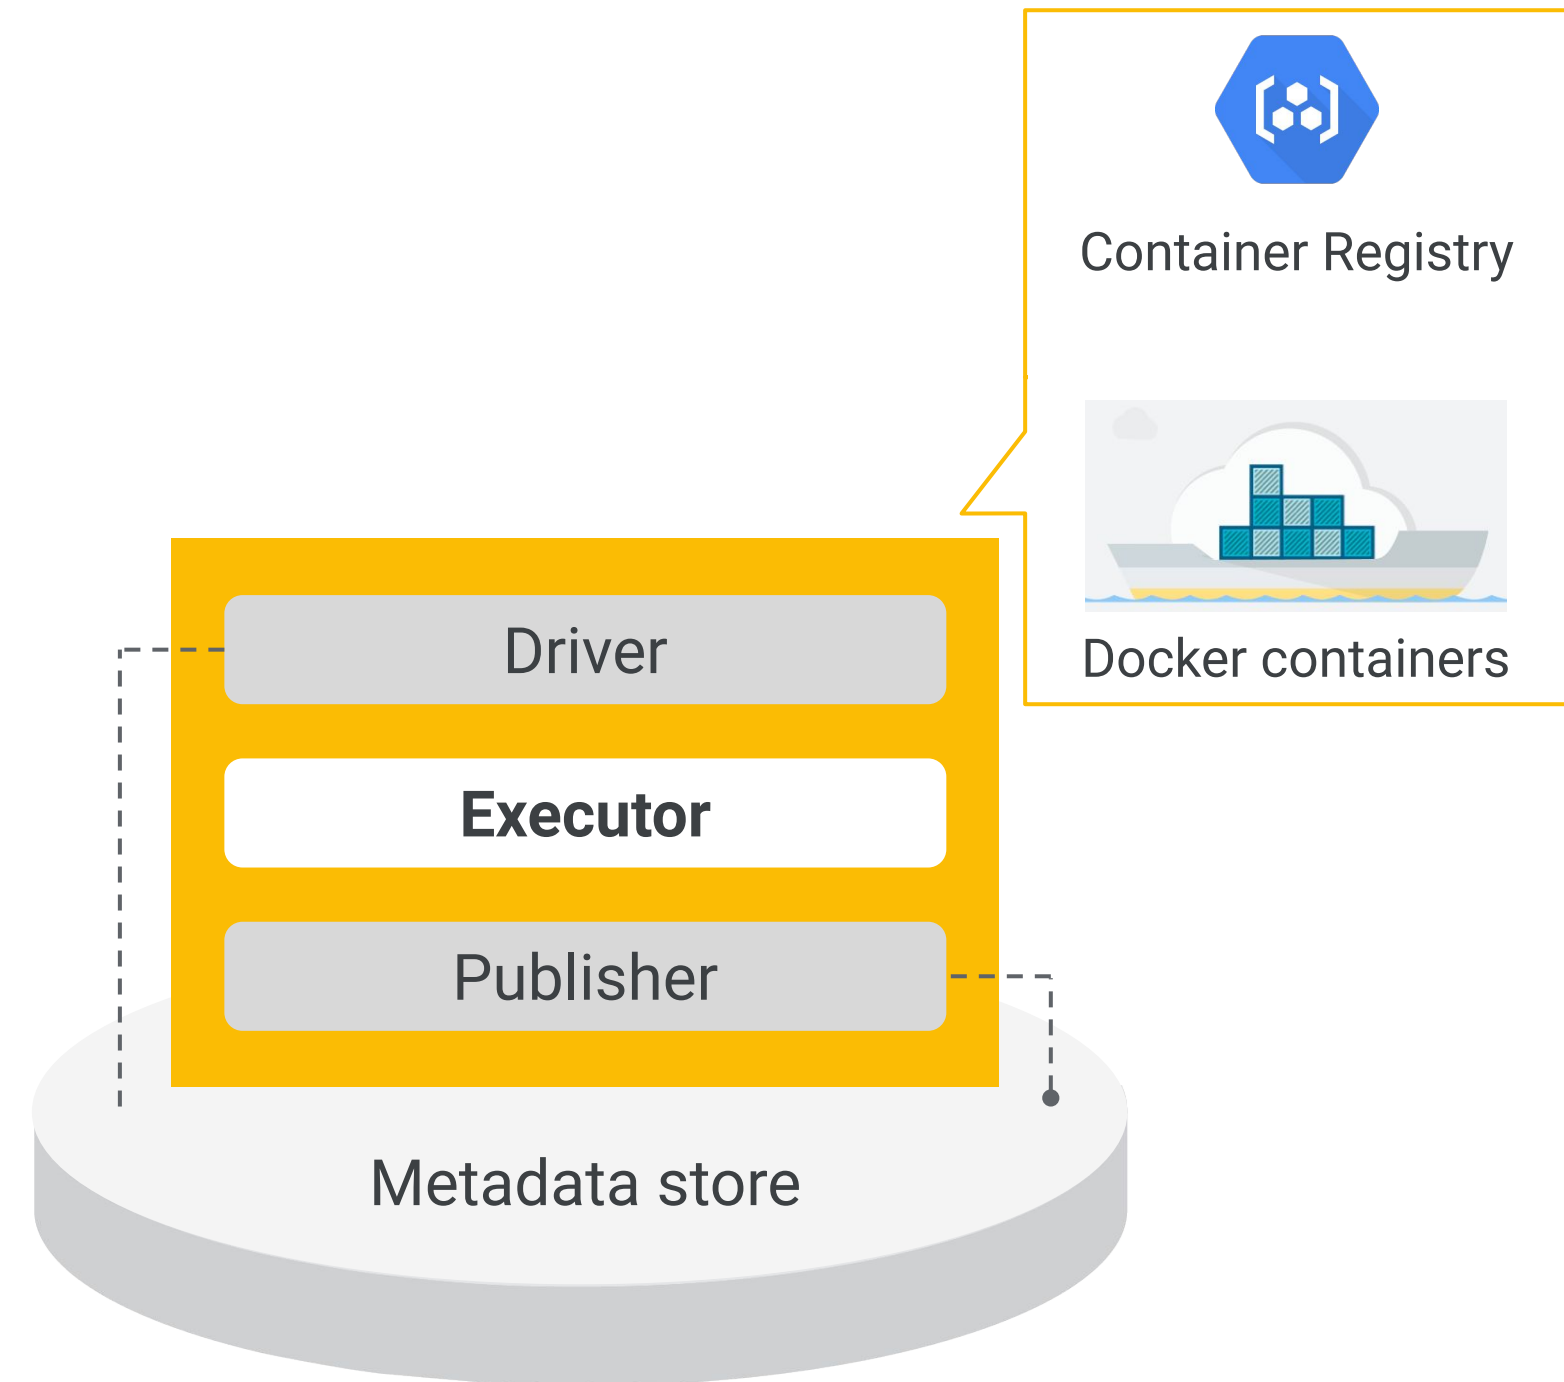 Container Registry
Docker containers
Driver
Executor
Publisher
Metadata store